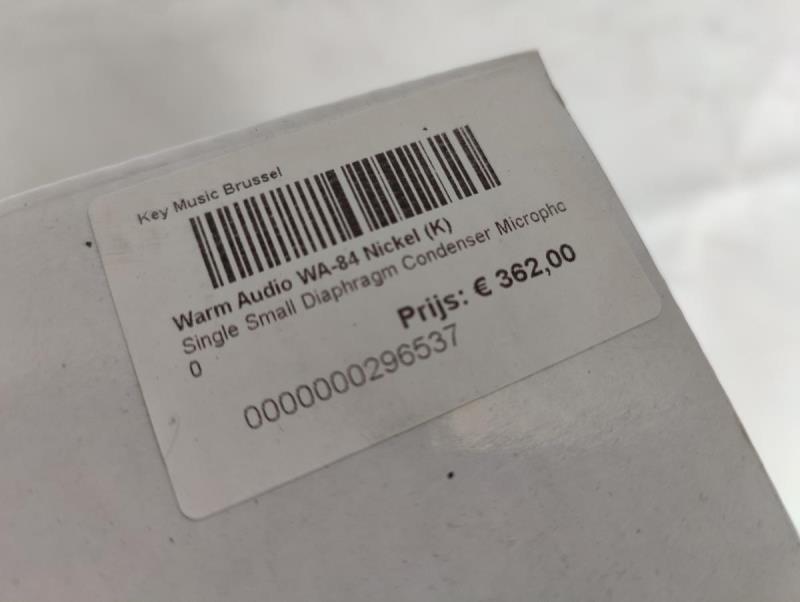 Key Music Brussel
Warm Audio WA-84 Nickel (K)
Single Small Diaphragm Condenser Micropho
0
Prijs: € 362,00
0000000296537